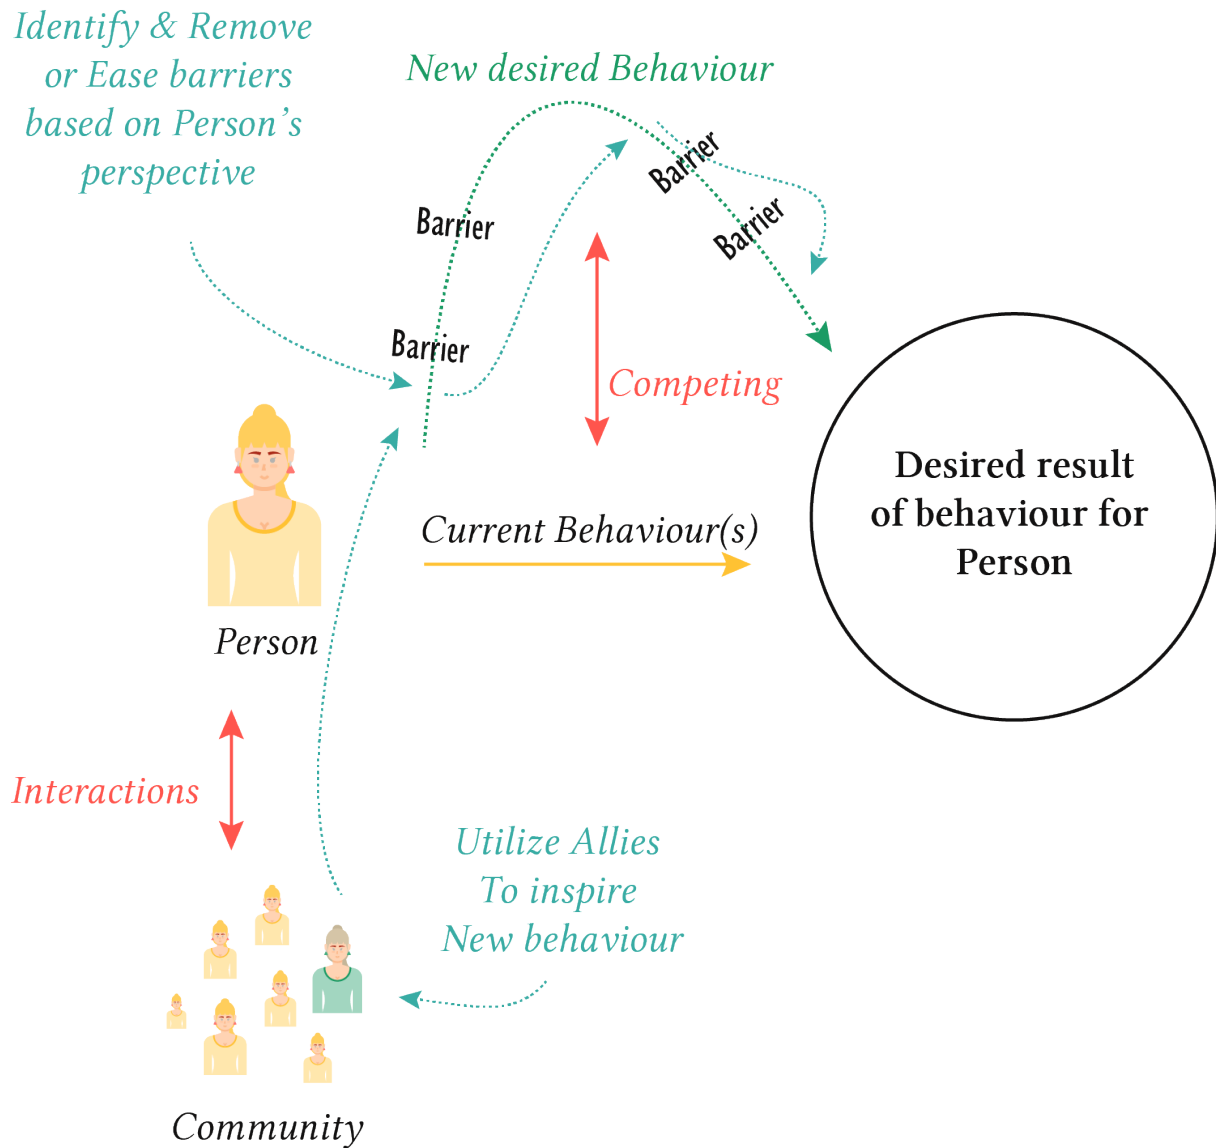 Identify & Remove
or Ease barriers
based on Person's
perspective
New desired Behaviour
Barrier
Barrier
Barrier
Barrier
Competing
Desired result
of behaviour for
Person
Current Behaviour(s)
Person
Interactions
Utilize Allies
To inspire
New behaviour
Community